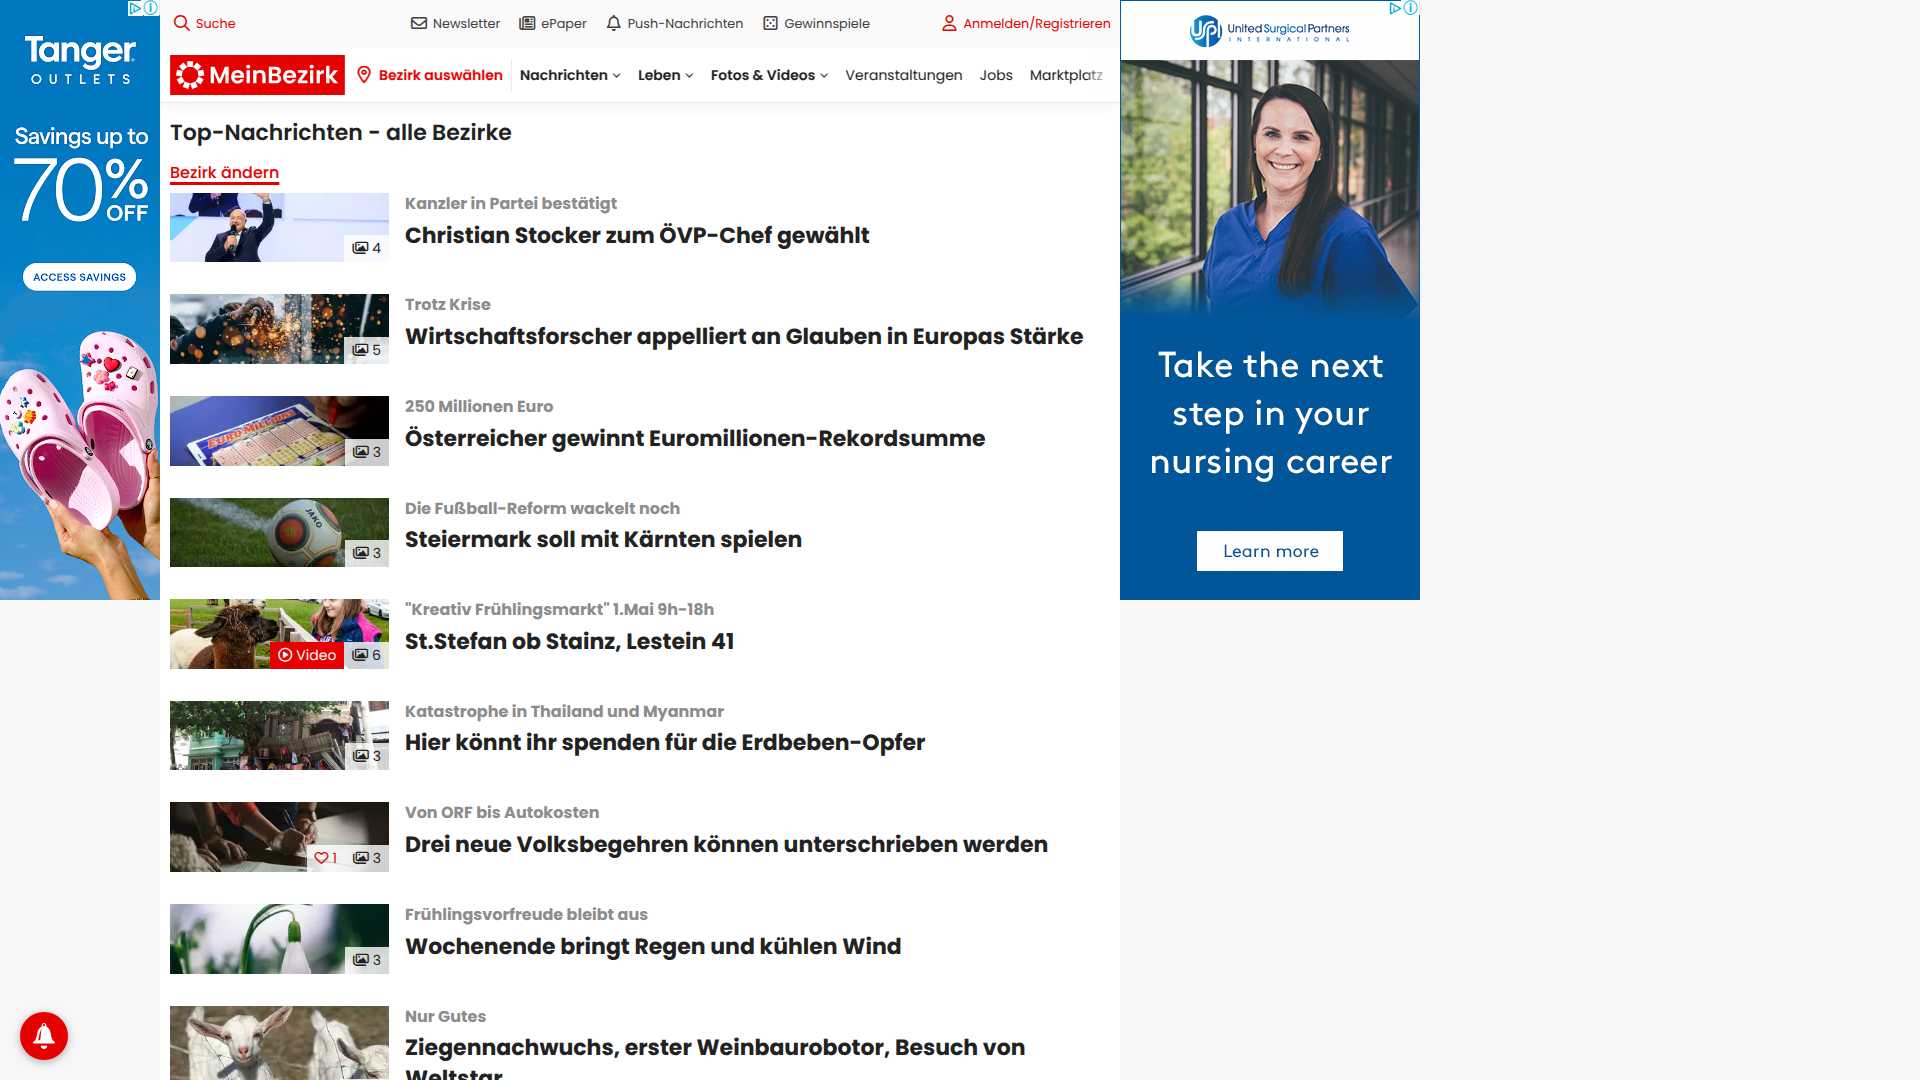 Tanger
OUTLETS
Savings up to
70%
OFF
ACCESS SAVINGS
Suche
Newsletter
ePaper
Push-Nachrichten
Gewinnspiele
Anmelden/Registrieren
MeinBezirk
Bezirk auswählen
Nachrichten
Leben
Fotos & Videos
Veranstaltungen
Jobs
Marktplatz
Top-Nachrichten - alle Bezirke
Bezirk ändern
4
Kanzler in Partei bestätigt
Christian Stocker zum ÖVP-Chef gewählt
5
Trotz Krise
Wirtschaftsforscher appelliert an Glauben in Europas Stärke
EURO MILLIONEN
3
250 Millionen Euro
Österreicher gewinnt Euromillionen-Rekordsumme
JAKO
3
Die Fußball-Reform wackelt noch
Steiermark soll mit Kärnten spielen
Video
6
"Kreativ Frühlingsmarkt" 1.Mai 9h-18h
St.Stefan ob Stainz, Lestein 41
3
Katastrophe in Thailand und Myanmar
Hier könnt ihr spenden für die Erdbeben-Opfer
1
3
Von ORF bis Autokosten
Drei neue Volksbegehren können unterschrieben werden
3
Frühlingsvorfreude bleibt aus
Wochenende bringt Regen und kühlen Wind
Nur Gutes
Ziegennachwuchs, erster Weinbaurobotor, Besuch von
Weltstar
USPI
United Surgical Partners
INTERNATIONAL
Take the next
step in your
nursing career
Learn more